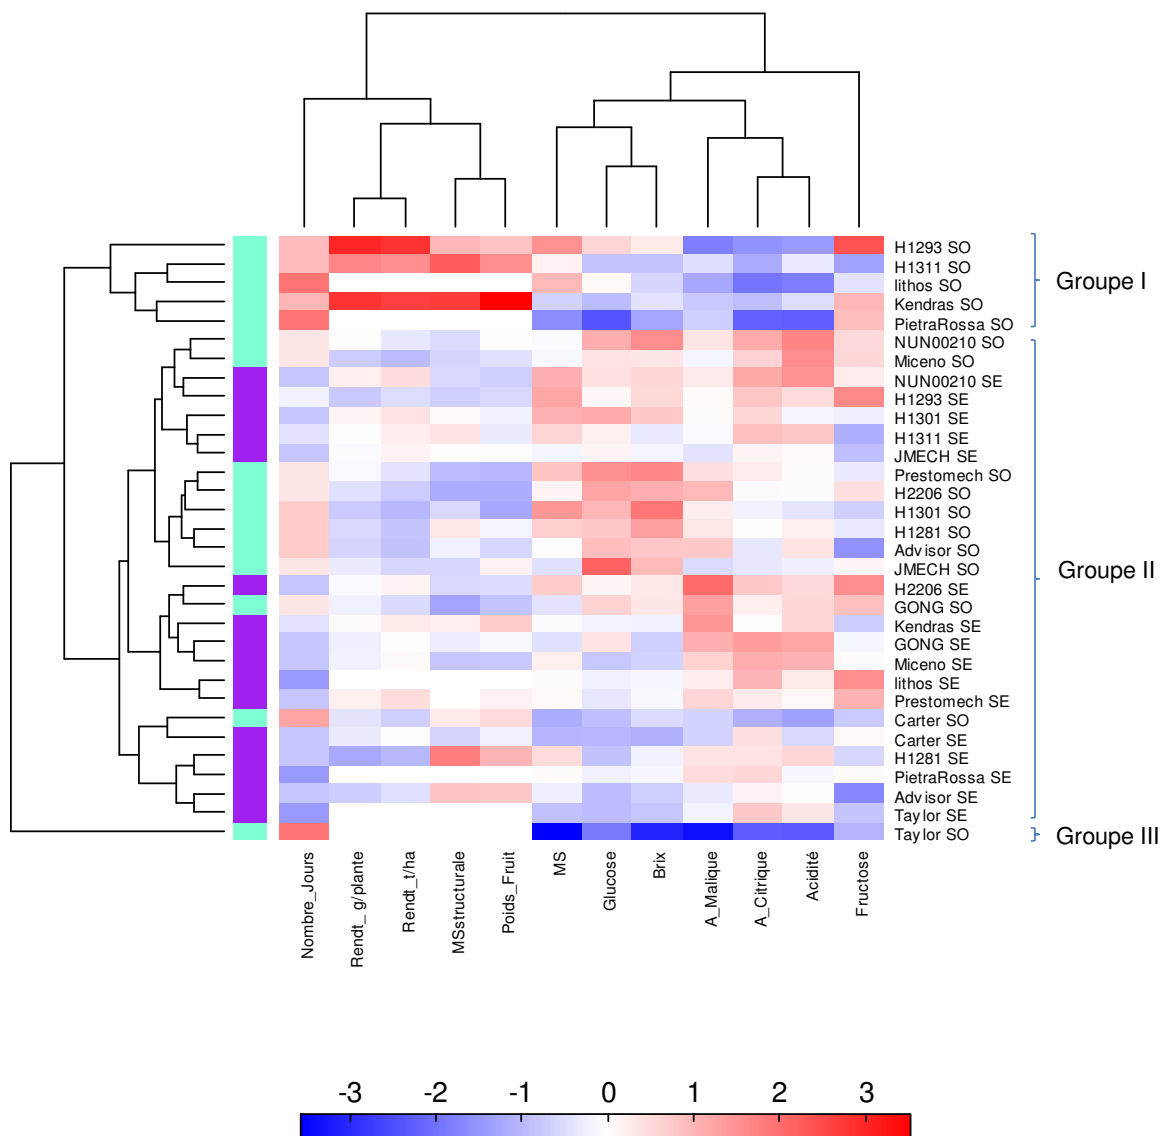 H1293 SO
H1311 SO
lithos SO
Kendras SO
PietraRossa SO
NUN00210 SO
Miceno SO
NUN00210 SE
H1293 SE
H1301 SE
H1311 SE
JMECH SE
Prestomech SO
H2206 SO
H1301 SO
H1281 SO
Advisor SO
JMECH SO
H2206 SE
GONG SO
Kendras SE
GONG SE
Miceno SE
lithos SE
Prestomech SE
Carter SO
Carter SE
H1281 SE
PietraRossa SE
Advisor SE
Taylor SE
Taylor SO
Groupe I
Groupe II
Groupe III
Nombre_Jours
Rendt_ g/plante
Rendt_t/ha
MSstructurale
Poids_Fruit
MS
Glucose
Brix
A_Malique
A_Citrique
Acidité
Fructose
-3 -2 -1 0 1 2 3